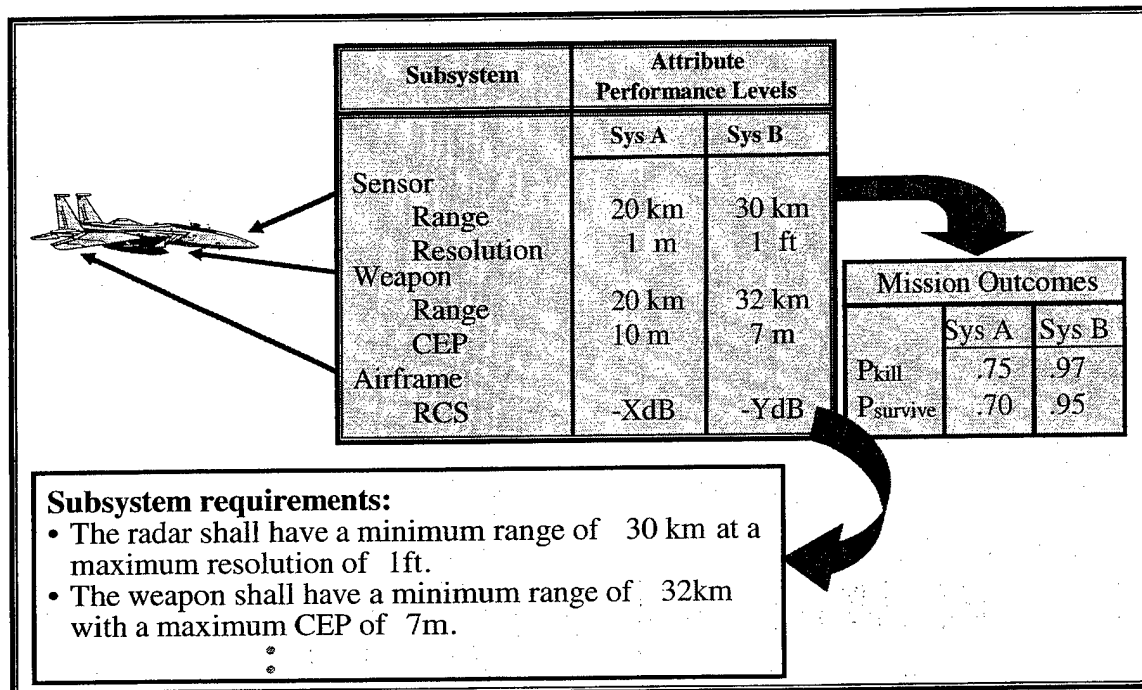 Subsystem Attribute
Performance Levels
Sys A Sys B
Sensor
Range 20 km 30 km
Resolution 1 m 1 ft
Weapon
Range 20 km 32 km
CEP 10 m 7 m
Airframe
RCS -XdB -YdB
Mission Outcomes
Sys A Sys B
Pkill .75 .97
Psurvive .70 .95
Subsystem requirements:
• The radar shall have a minimum range of 30 km at a
maximum resolution of 1ft.
• The weapon shall have a minimum range of 32km
with a maximum CEP of 7m.